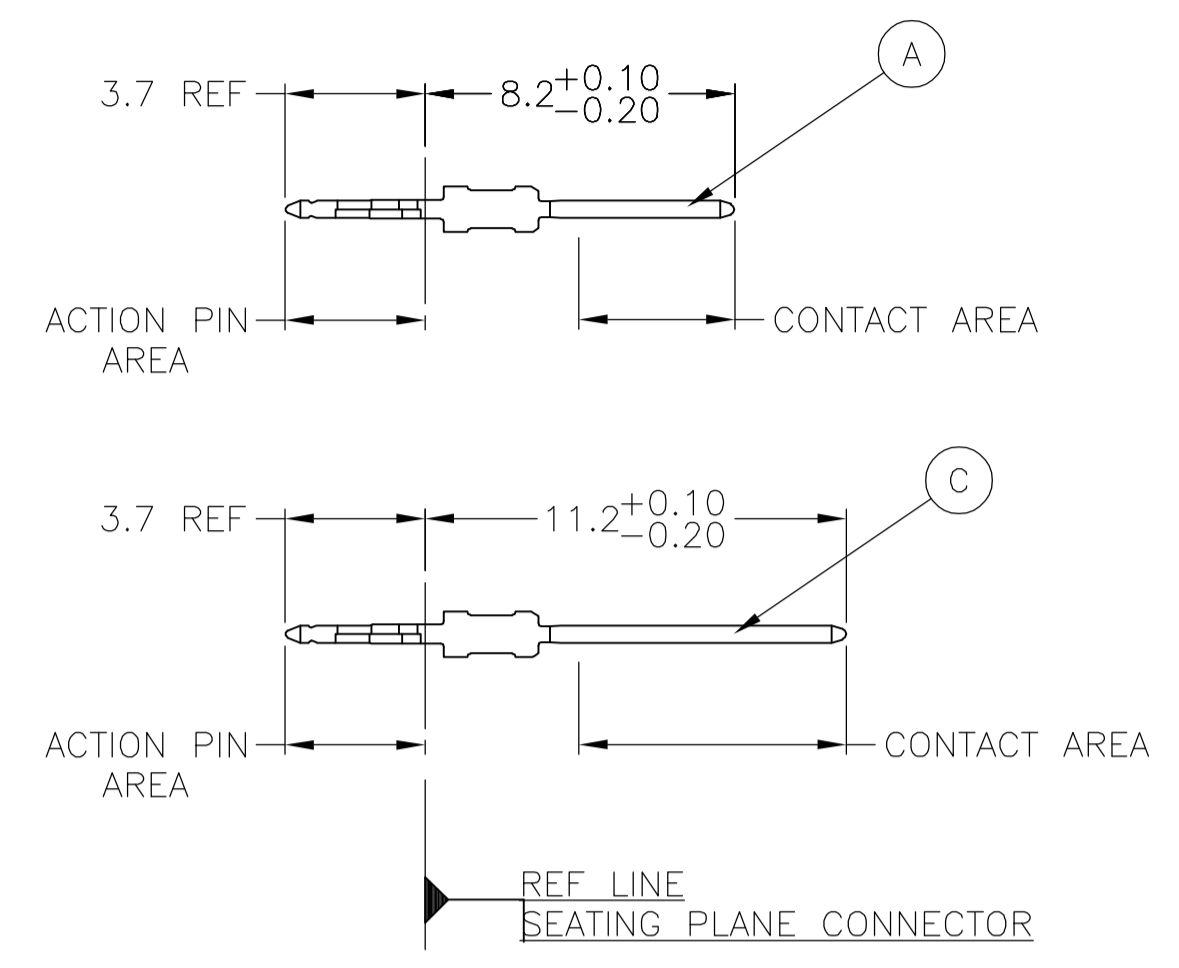 A
3.7 REF
8.2 +0.10
-0.20
ACTION PIN
AREA
CONTACT AREA
C
3.7 REF
11.2 +0.10
-0.20
ACTION PIN
AREA
CONTACT AREA
REF LINE
SEATING PLANE CONNECTOR